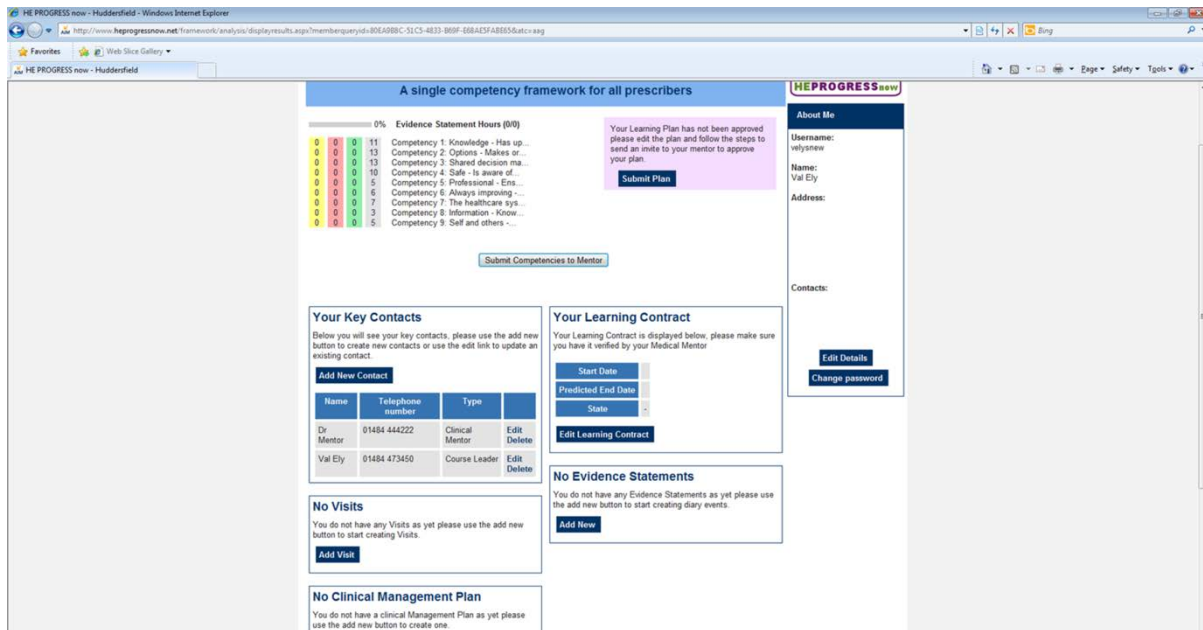 HE PROGRESS now - Huddersfield - Windows Internet Explorer
Bing
Favorites Web Slice Gallery
HE PROGRESS now - Huddersfield
Page Safety Tools
A single competency framework for all prescribers
0% Evidence Statement Hours (0/0)
0 0 0 11 Competency 1: Knowledge - Has up...
0 0 0 13 Competency 2: Options - Makes or...
0 0 0 13 Competency 3: Shared decision ma...
0 0 0 10 Competency 4: Safe - Is aware of...
0 0 0 5 Competency 5: Professional - Ens...
0 0 0 6 Competency 6: Always improving -...
0 0 0 7 Competency 7: The healthcare sys...
0 0 0 3 Competency 8: Information - Know...
0 0 0 5 Competency 9: Self and others -...
Your Learning Plan has not been approved
please edit the plan and follow the steps to
send an invite to your mentor to approve
your plan
Submit Plan
Submit Competencies to Mentor
Your Key Contacts
Below you will see your key contacts, please use the add new
button to create new contacts or use the edit link to update an
existing contact.
Add New Contact
Name Telephone Type
number
Dr 01484 444222 Clinical Edit
Mentor Mentor Delete
Val Ely 01484 473450 Course Leader Edit
Delete
No Visits
You do not have any Visits as yet please use the add new
button to start creating Visits.
Add Visit
No Clinical Management Plan
You do not have a clinical Management Plan as yet please
use the add new button to create one.
Your Learning Contract
Your Learning Contract is displayed below, please make sure
you have it verified by your Medical Mentor
Start Date
Predicted End Date
State -
Edit Learning Contract
No Evidence Statements
You do not have any Evidence Statements as yet please use
the add new button to start creating diary events.
Add New
HEPROGRESSnow
About Me
Username:
velysnew
Name:
Val Ely
Address:
Contacts:
Edit Details
Change password